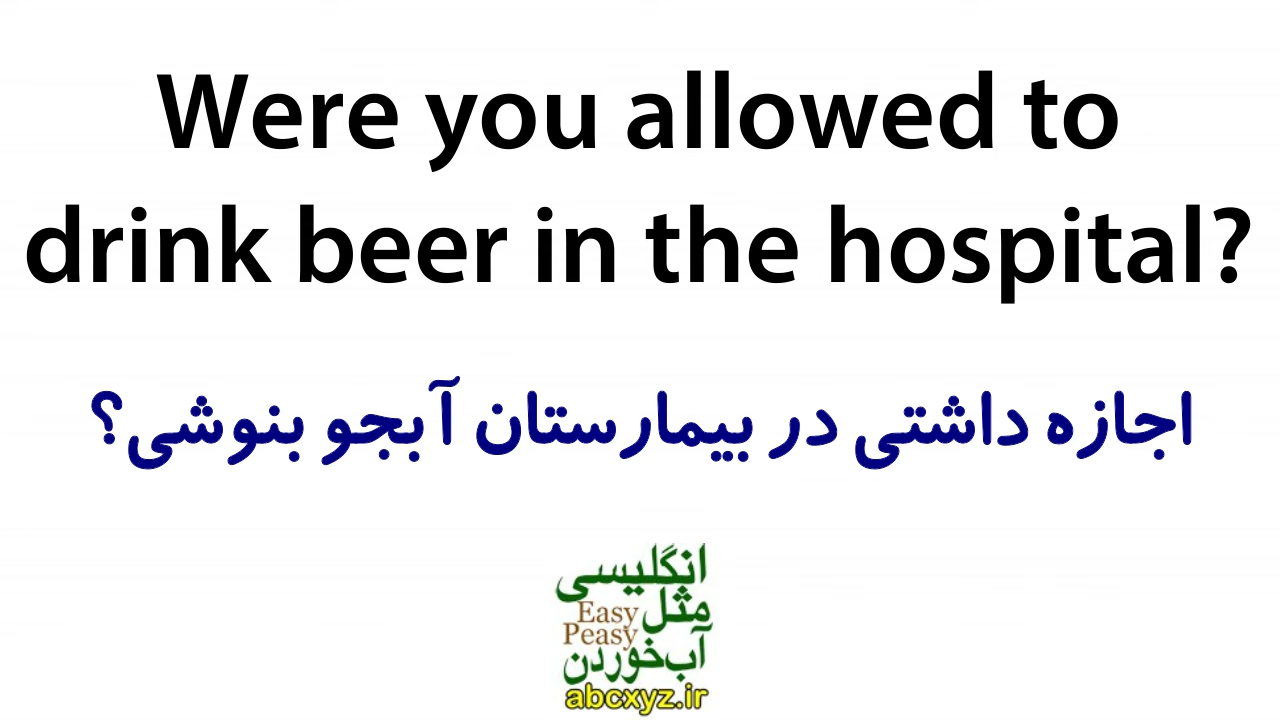 Were you allowed to
drink beer in the hospital?
اجازه داشتی در بیمارستان آبجو بنوشی؟
انگلیسی
مثل
Easy
Peasy
آب‌خوردن
abcxyz.ir